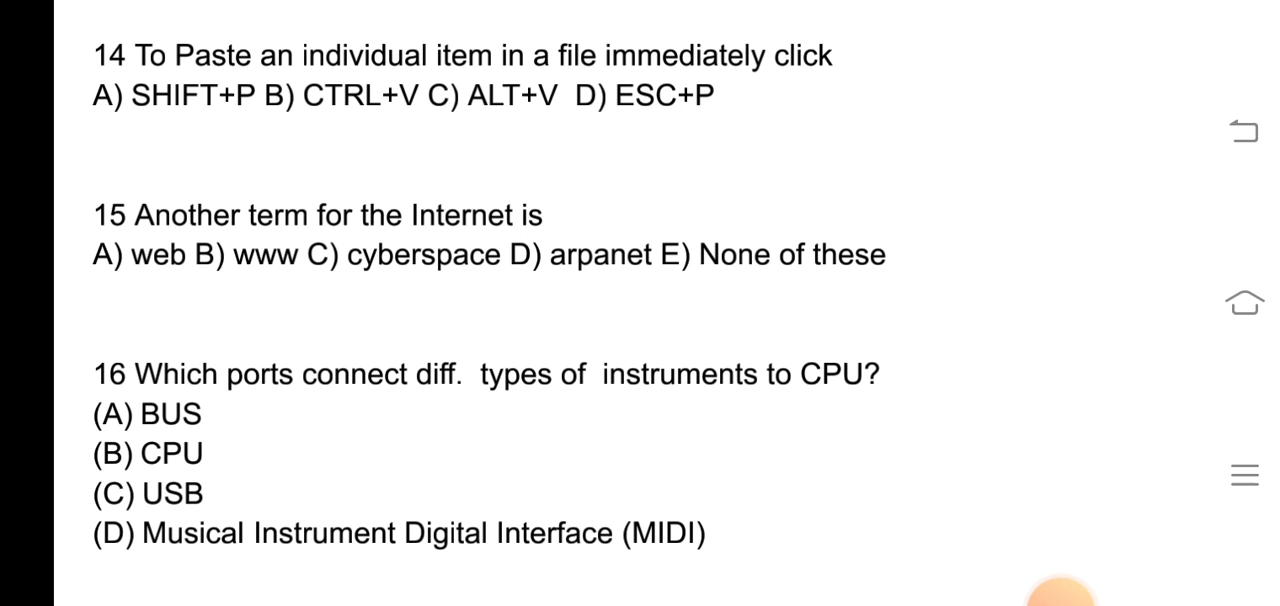 14 To Paste an individual item in a file immediately click
A) SHIFT+P B) CTRL+V C) ALT+V D) ESC+P
15 Another term for the Internet is
A) web B) www C) cyberspace D) arpanet E) None of these
16 Which ports connect diff. types of instruments to CPU?
(A) BUS
(B) CPU
(C) USB
(D) Musical Instrument Digital Interface (MIDI)